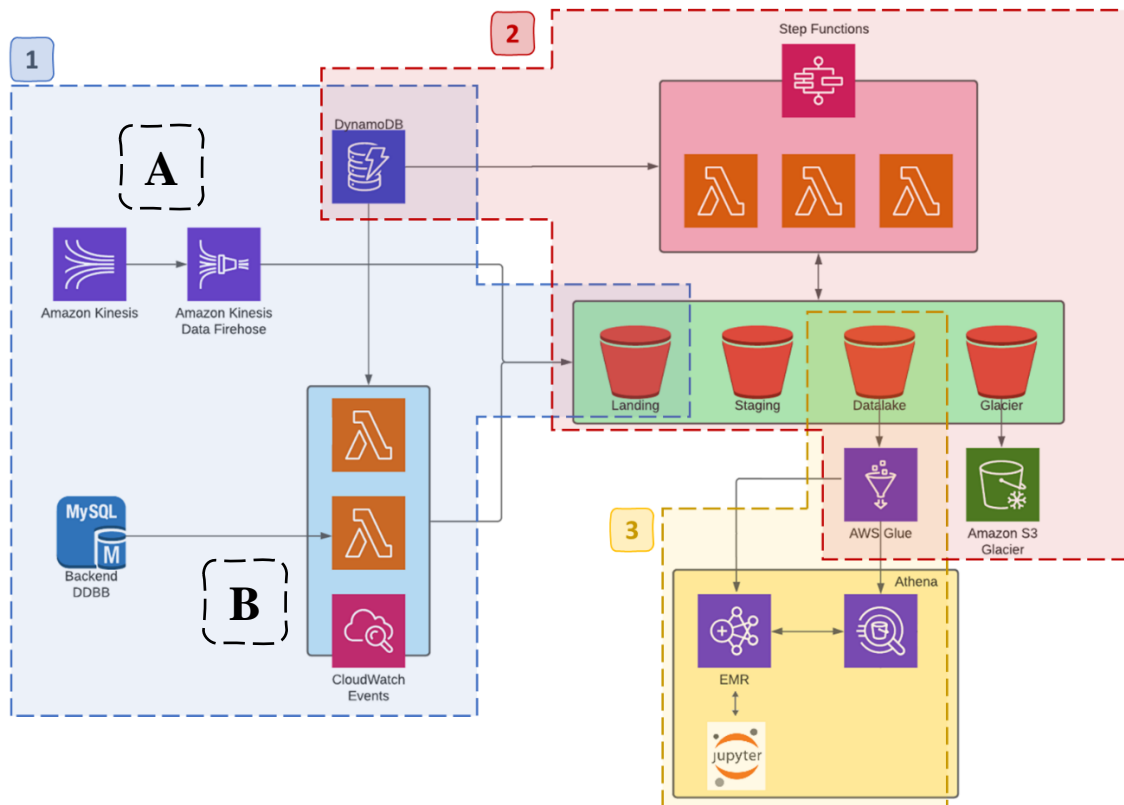 1
2
Step Functions
DynamoDB
A
Amazon Kinesis
Amazon Kinesis
Data Firehose
Landing
Staging
Datalake
Glacier
MySQL
M
Backend
DDBB
B
CloudWatch
Events
3
AWS Glue
Amazon S3
Glacier
Athena
EMR
jupyter